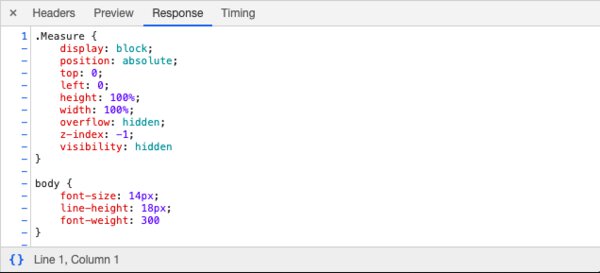 × Headers Preview Response Timing
1 .Measure {
– display: block;
– position: absolute;
– top: 0;
– left: 0;
– height: 100%;
– width: 100%;
– overflow: hidden;
– z-index: -1;
– visibility: hidden
– }
–
– body {
– font-size: 14px;
– line-height: 18px;
– font-weight: 300
– }
–
{} Line 1, Column 1